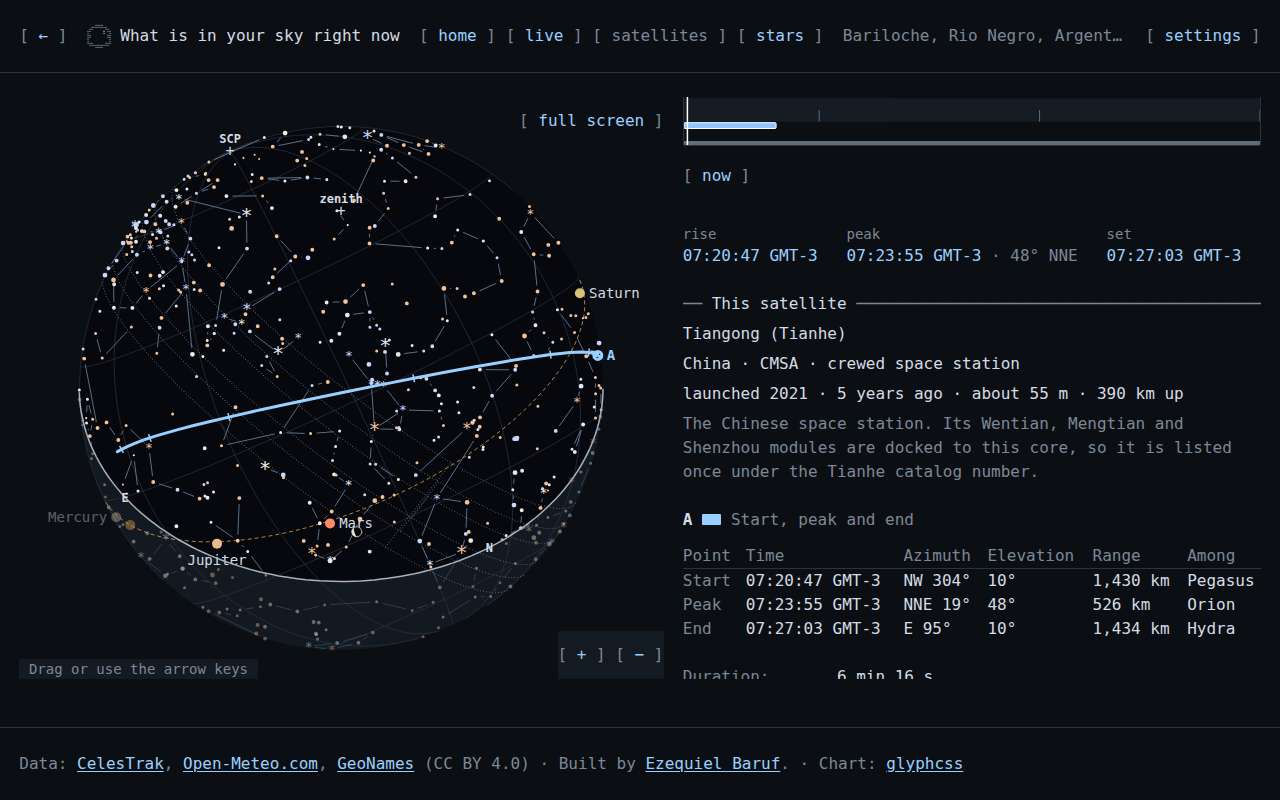 [ ← ] What is in your sky right now [ home ] [ live ] [ satellites ] [ stars ] Bariloche, Rio Negro, Argent… [ settings ]
[ full screen ]
SCP
zenith
Saturn
A
E
Mercury
Mars
Jupiter
N
[ + ] [ − ]
Drag or use the arrow keys
[ now ]
rise peak set
07:20:47 GMT-3 07:23:55 GMT-3 · 48° NNE 07:27:03 GMT-3
This satellite
Tiangong (Tianhe)
China · CMSA · crewed space station
launched 2021 · 5 years ago · about 55 m · 390 km up
The Chinese space station. Its Wentian, Mengtian and
Shenzhou modules are docked to this core, so it is listed
once under the Tianhe catalog number.
A Start, peak and end
Point Time Azimuth Elevation Range Among
Start 07:20:47 GMT-3 NW 304° 10° 1,430 km Pegasus
Peak 07:23:55 GMT-3 NNE 19° 48° 526 km Orion
End 07:27:03 GMT-3 E 95° 10° 1,434 km Hydra
Duration: 6 min 16 s
Data: CelesTrak, Open-Meteo.com, GeoNames (CC BY 4.0) · Built by Ezequiel Baruf. · Chart: glyphcss